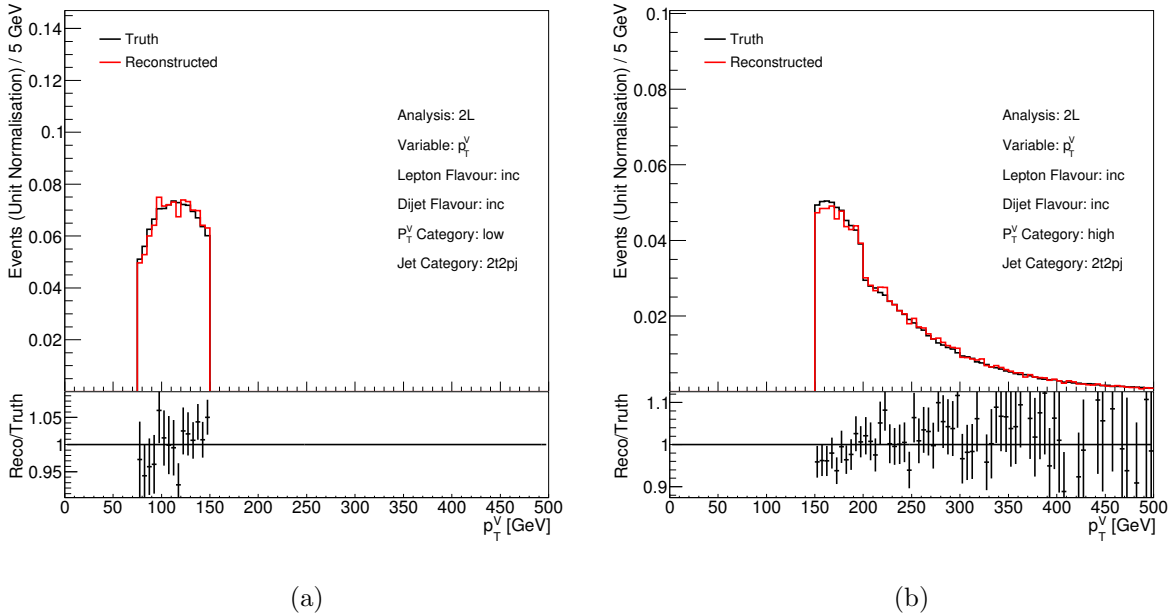 Events (Unit Normalisation) / 5 GeV
0.14
0.12
0.1
0.08
0.06
0.04
0.02
Truth
Reconstructed
Analysis: 2L
Variable: p_T^V
Lepton Flavour: inc
Dijet Flavour: inc
P_T^V Category: low
Jet Category: 2t2pj
Reco/Truth
1.05
1
0.95
0 50 100 150 200 250 300 350 400 450 500
p_T^V [GeV]
(a)
Events (Unit Normalisation) / 5 GeV
0.1
0.08
0.06
0.04
0.02
Truth
Reconstructed
Analysis: 2L
Variable: p_T^V
Lepton Flavour: inc
Dijet Flavour: inc
P_T^V Category: high
Jet Category: 2t2pj
Reco/Truth
1.1
1
0.9
0 50 100 150 200 250 300 350 400 450 500
p_T^V [GeV]
(b)